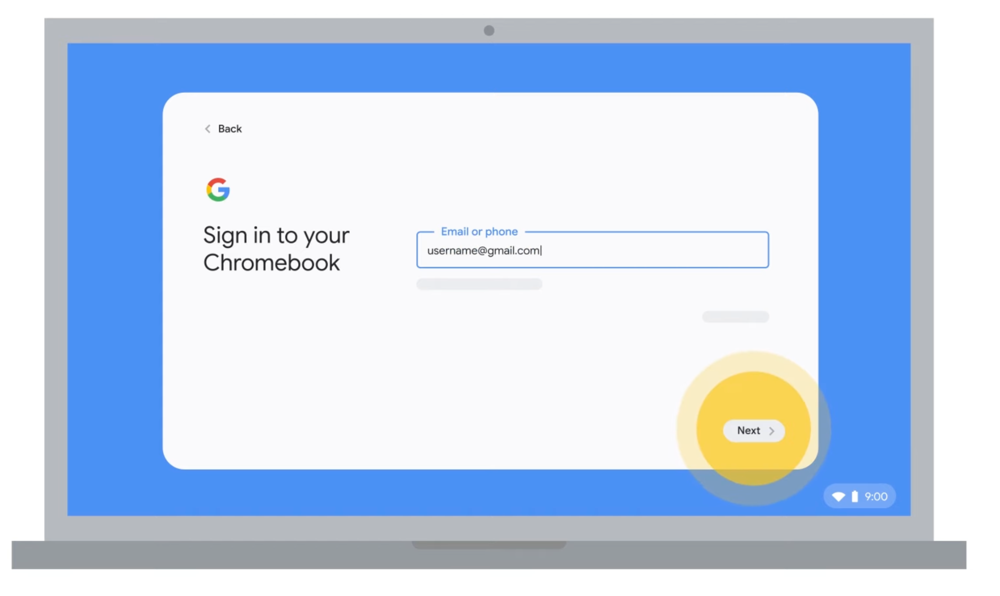 Back
Sign in to your
Chromebook
Email or phone
username@gmail.com
Next
9:00